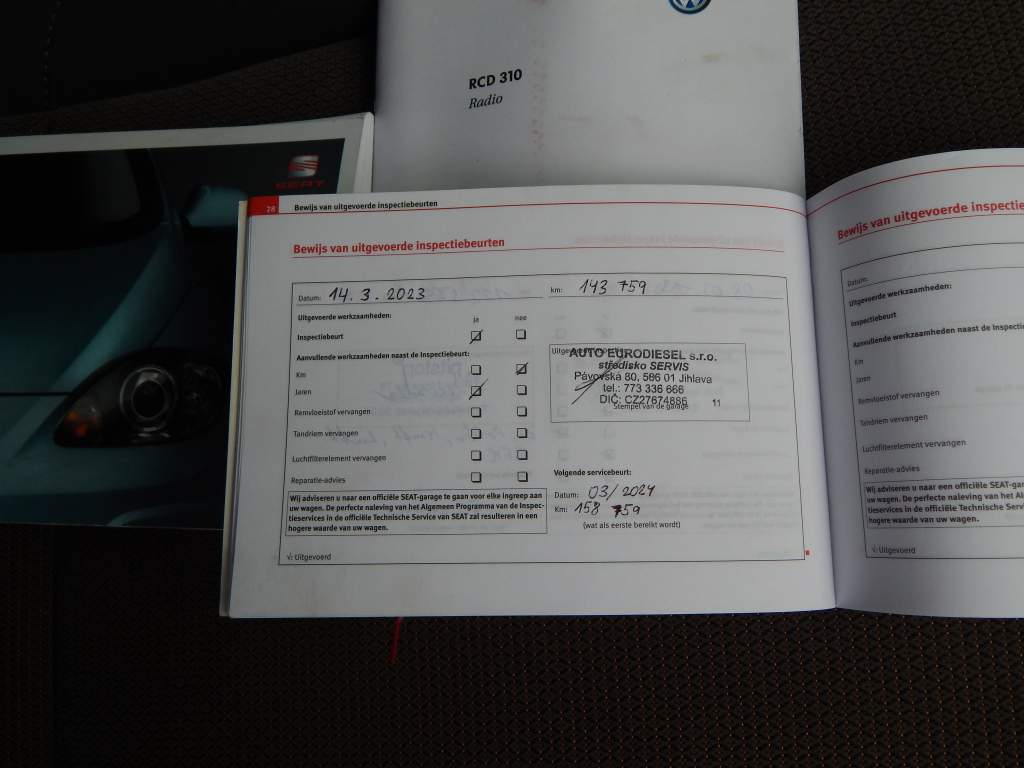 RCD 310
Radio
SEAT
28 Bewijs van uitgevoerde inspectiebeurten
Bewijs van uitgevoerde inspectiebeurten
Datum: 14. 3. 2023 km: 143 759
Uitgevoerde werkzaamheden: ja nee
Inspectiebeurt
Aanvullende werkzaamheden naast de Inspectiebeurt:
Km
Jaren
Remvloeistof vervangen
Tandriem vervangen
Luchtfilterelement vervangen
Reparatie-advies
Wij adviseren u naar een officiële SEAT-garage te gaan voor elke ingreep aan
uw wagen. De perfecte naleving van het Algemeen Programma van de Inspec-
tieservices in de officiële Technische Service van SEAT zal resulteren in een
hogere waarde van uw wagen.
√: Uitgevoerd
AUTO EURODIESEL s.r.o.
středisko SERVIS
Pávovská 80, 586 01 Jihlava
tel.: 773 336 666
DIČ: CZ27674886
Stempel van de garage 11
Volgende servicebeurt:
Datum: 03/2024
Km: 158 759
(wat als eerste bereikt wordt)
Bewijs van uitgevoerde inspectie
Datum:
Uitgevoerde werkzaamheden:
Inspectiebeurt
Aanvullende werkzaamheden naast de Inspecti
Km
Jaren
Remvloeistof vervangen
Tandriem vervangen
Luchtfilterelement vervangen
Reparatie-advies
Wij adviseren u naar een officiële SEAT-gar
uw wagen. De perfecte naleving van het Alg
tieservices in de officiële Technische Servic
hogere waarde van uw wagen.
√: Uitgevoerd